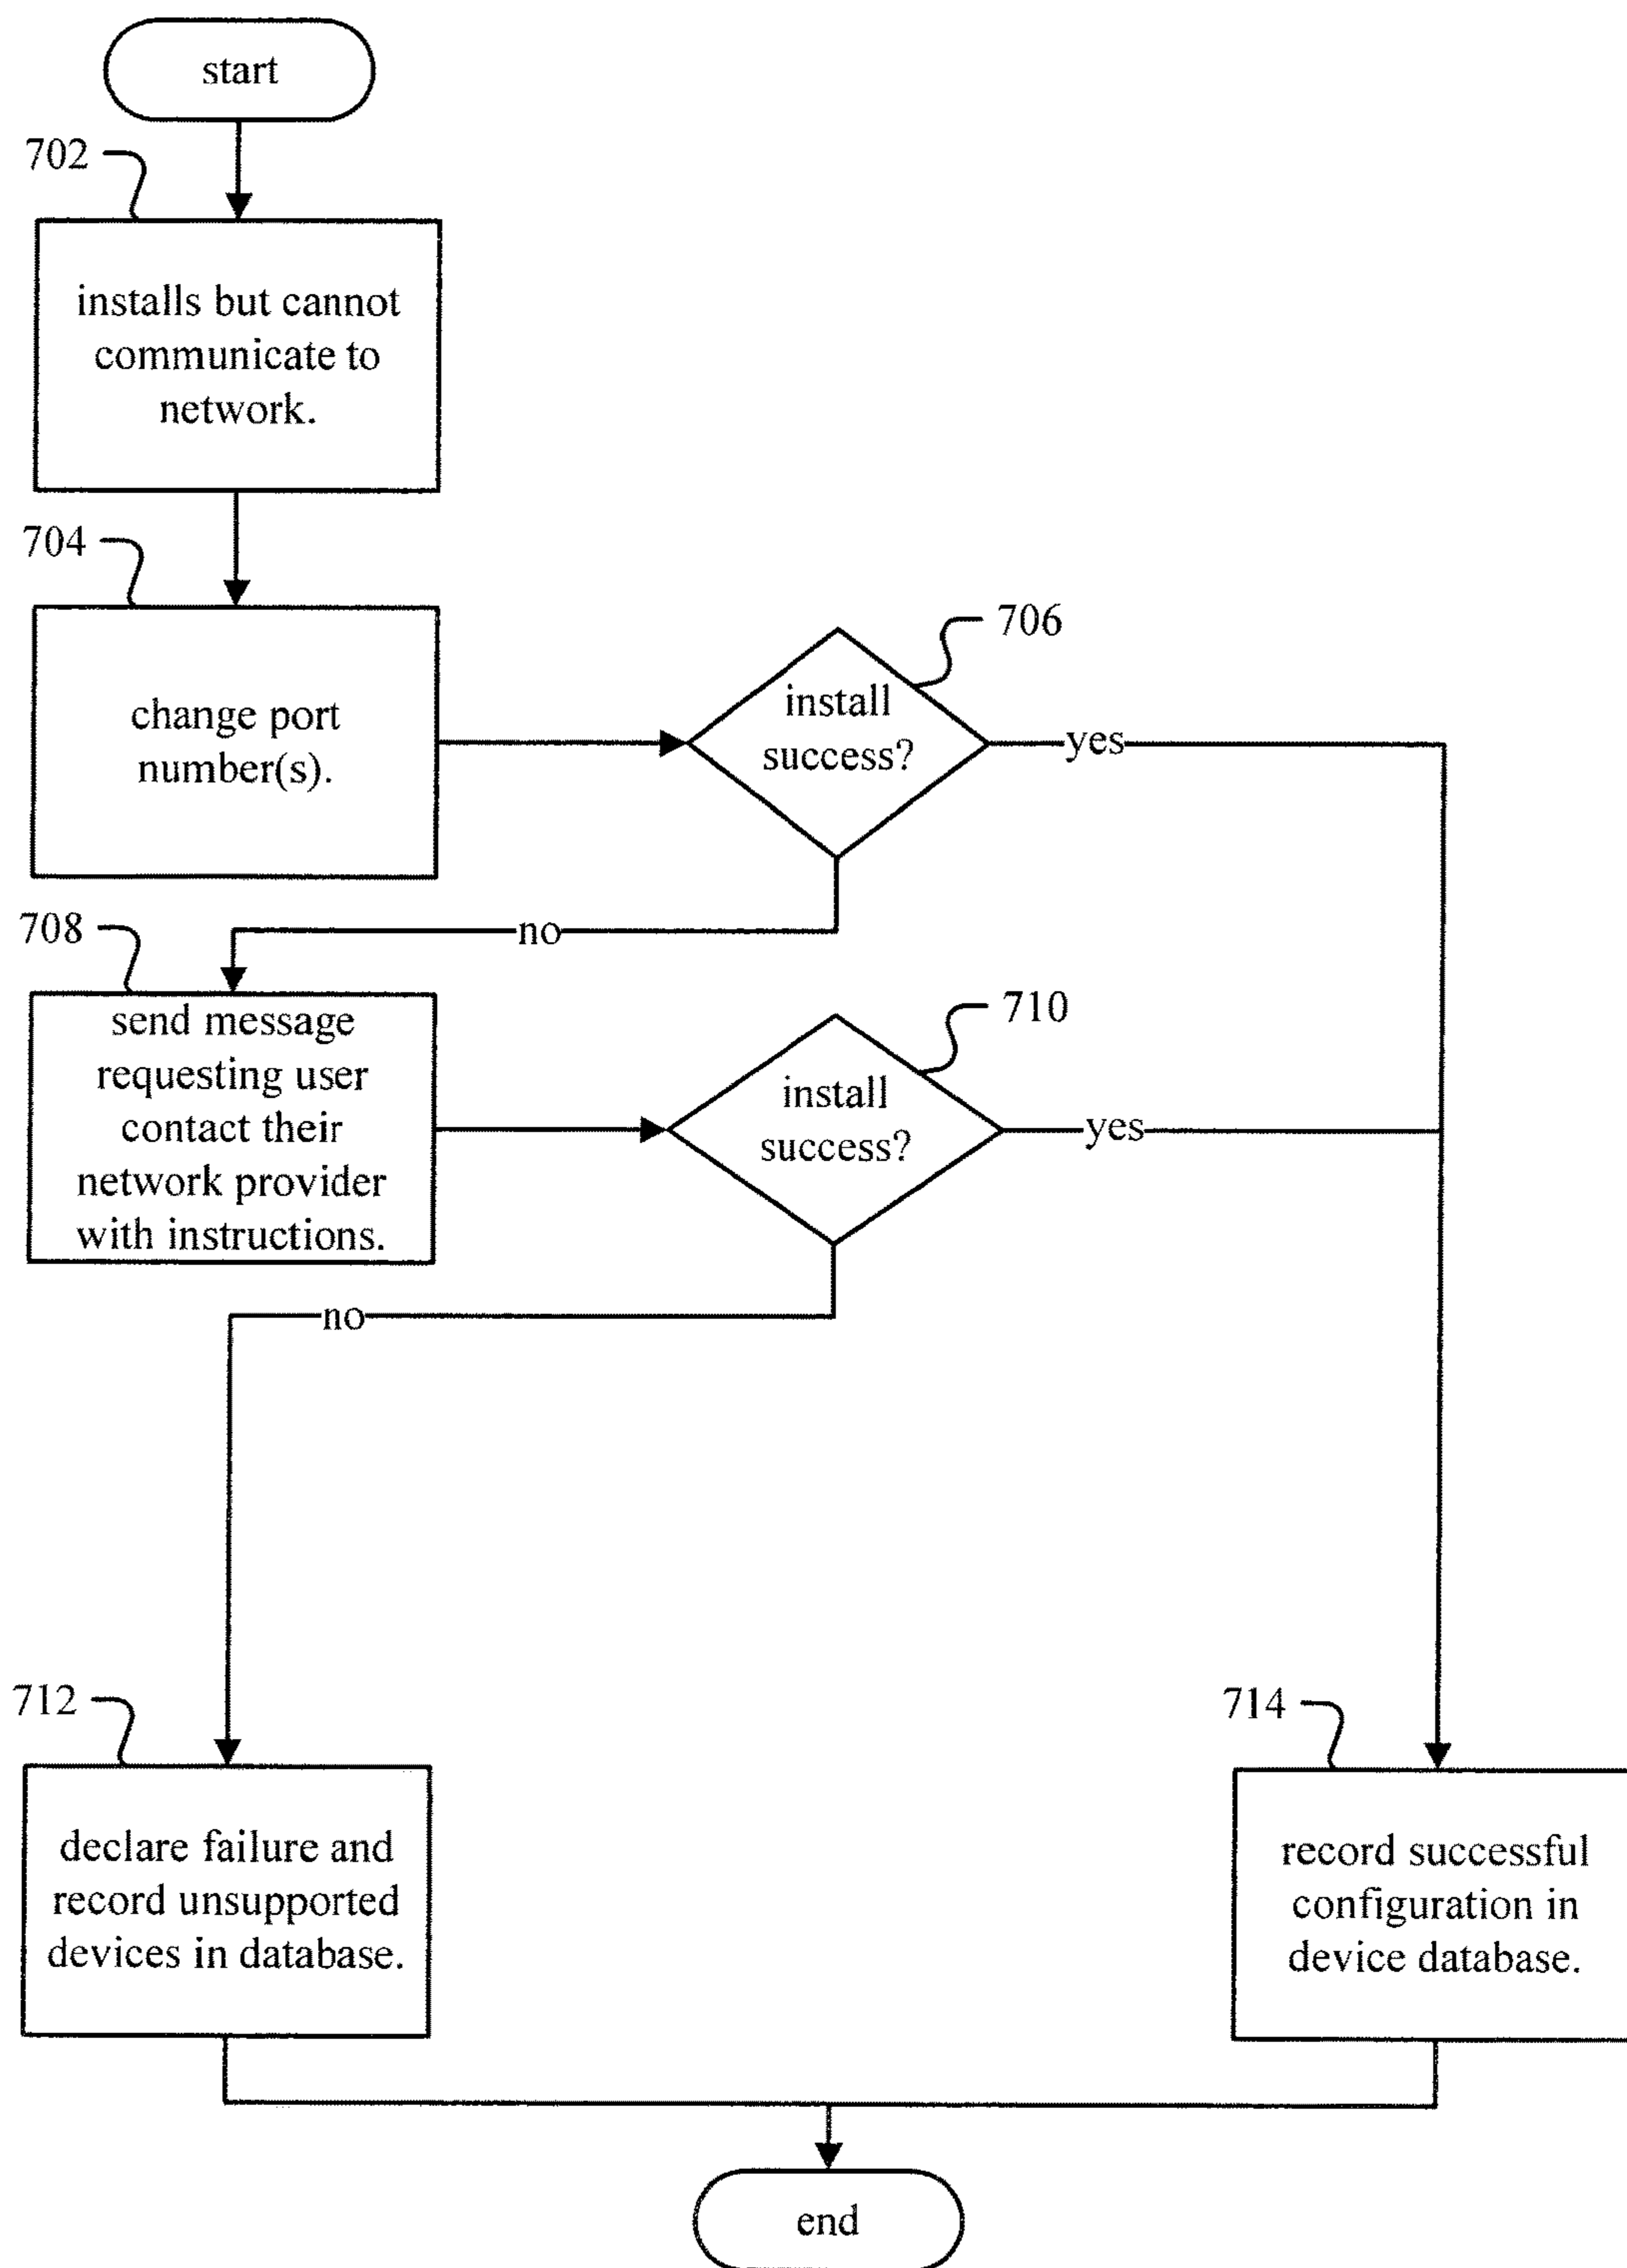 start
702
installs but cannot
communicate to
network.
704
change port
number(s).
706
install
success?
yes
no
708
send message
requesting user
contact their
network provider
with instructions.
710
install
success?
yes
no
712
declare failure and
record unsupported
devices in database.
714
record successful
configuration in
device database.
end